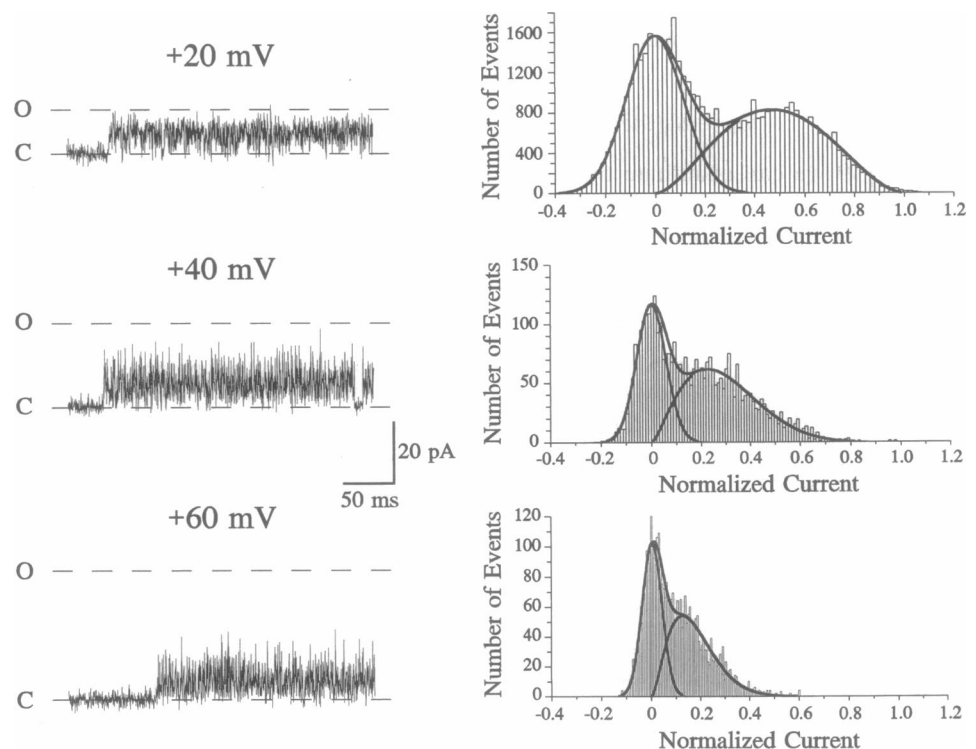 +20 mV
O
C
+40 mV
O
C
20 pA
50 ms
+60 mV
O
C
Number of Events
1600
1200
800
400
0
-0.4 -0.2 0 0.2 0.4 0.6 0.8 1.0 1.2
Normalized Current
Number of Events
150
100
50
0
-0.4 -0.2 0 0.2 0.4 0.6 0.8 1.0 1.2
Normalized Current
Number of Events
120
100
80
60
40
20
0
-0.4 -0.2 0 0.2 0.4 0.6 0.8 1.0 1.2
Normalized Current